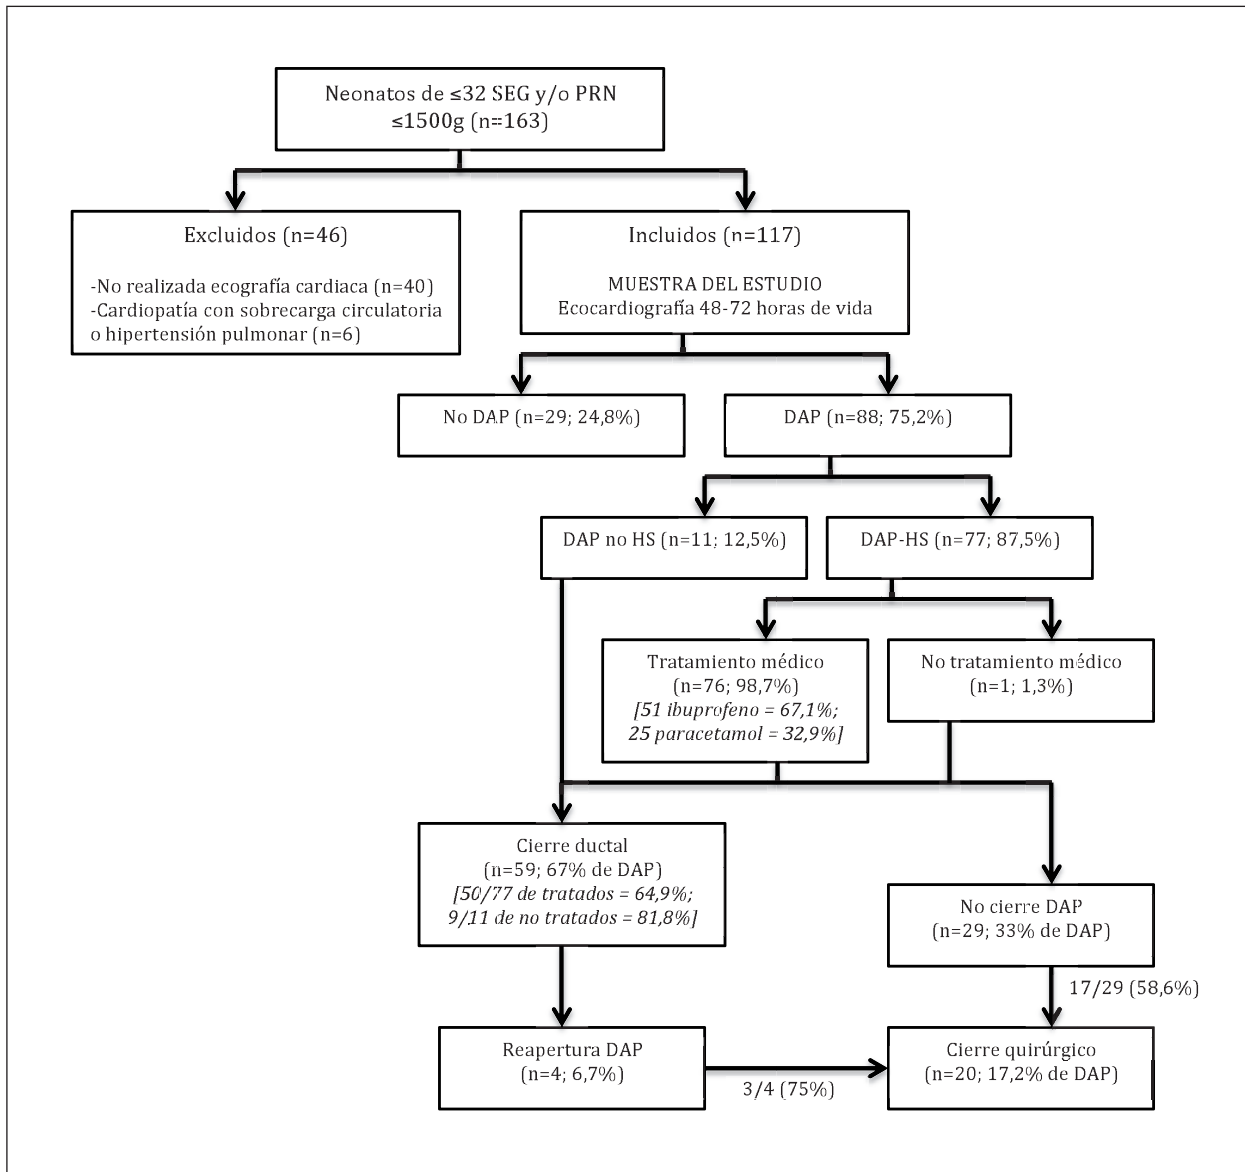 Neonatos de ≤32 SEG y/o PRN
≤1500g (n=163)
Excluidos (n=46)
-No realizada ecografía cardiaca (n=40)
-Cardiopatía con sobrecarga circulatoria
o hipertensión pulmonar (n=6)
Incluidos (n=117)
MUESTRA DEL ESTUDIO
Ecocardiografía 48-72 horas de vida
No DAP (n=29; 24,8%)
DAP (n=88; 75,2%)
DAP no HS (n=11; 12,5%)
DAP-HS (n=77; 87,5%)
Tratamiento médico
(n=76; 98,7%)
[51 ibuprofeno = 67,1%;
25 paracetamol = 32,9%]
No tratamiento médico
(n=1; 1,3%)
Cierre ductal
(n=59; 67% de DAP)
[50/77 de tratados = 64,9%;
9/11 de no tratados = 81,8%]
No cierre DAP
(n=29; 33% de DAP)
17/29 (58,6%)
Reapertura DAP
(n=4; 6,7%)
3/4 (75%)
Cierre quirúrgico
(n=20; 17,2% de DAP)